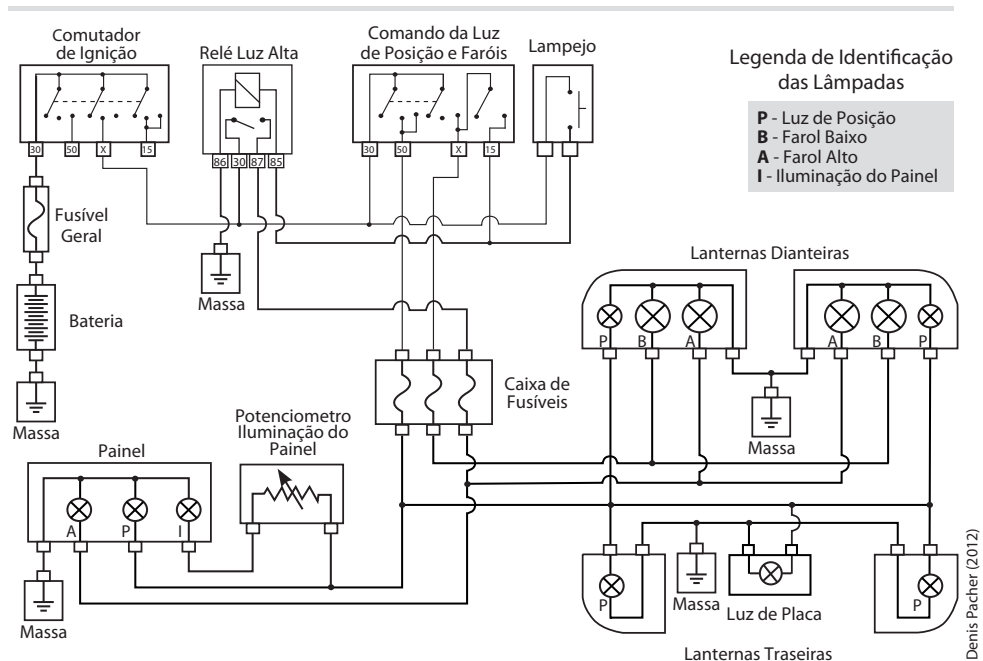 Comutador
de Ignição
Relé Luz Alta
Comando da Luz
de Posição e Faróis
Lampejo
Legenda de Identificação
das Lâmpadas
P - Luz de Posição
B - Farol Baixo
A - Farol Alto
I - Iluminação do Painel
30 50 X 15
86 30 87 85
30 50 X 15
Fusível
Geral
Massa
Bateria
Massa
Lanternas Dianteiras
P B A
A B P
Massa
Caixa de
Fusíveis
Potenciometro
Iluminação do
Painel
Painel
A P I
Massa
P
Massa
Luz de Placa
P
Lanternas Traseiras
Denis Pacher (2012)